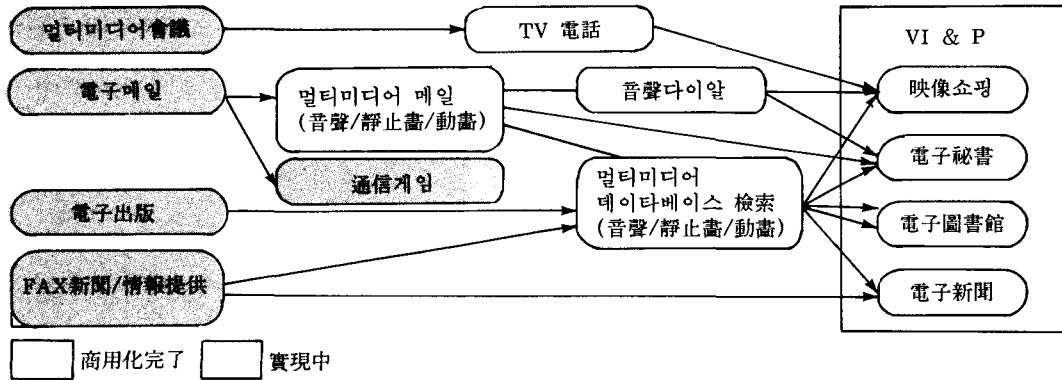 멀티미디어會議
TV 電話
VI & P
電子메일
멀티미디어 메일
(音聲/靜止畵/動畵)
音聲다이알
映像쇼핑
通信게임
電子祕書
電子出版
멀티미디어
데이타베이스 檢索
(音聲/靜止畵/動畵)
電子圖書館
FAX新聞/情報提供
電子新聞
商用化完了
實現中